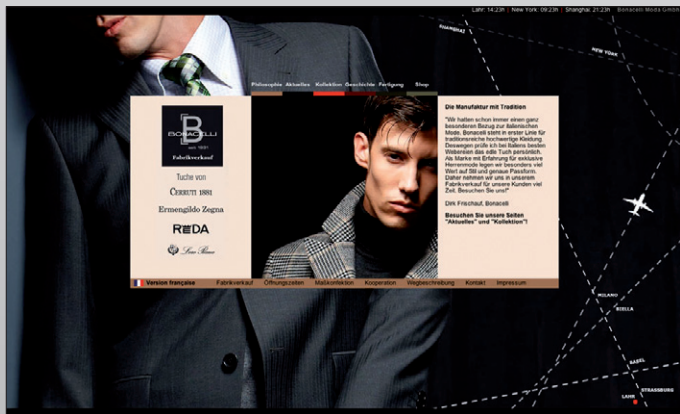 Lahr: 14:23h | New York: 09:23h | Shanghai: 21:23h Bonacelli Moda GmbH
SHANGHAI
NEW YORK
Philosophie Aktuelles Kollektion Geschichte Fertigung Shop
B
BONACELLI
seit 1881
Fabrikverkauf
Tuche von
CERRUTI 1881
Ermenegildo Zegna
REDA
Loro Piana
Die Manufaktur mit Tradition
"Wir hatten schon immer einen ganz
besonderen Bezug zur italienischen
Mode. Bonacelli steht in erster Linie für
traditionsreiche hochwertige Kleidung.
Deswegen prüfe ich bei Italiens besten
Webereien das edle Tuch persönlich.
Als Marke mit Erfahrung für exklusive
Herrenmode legen wir besonders viel
Wert auf Stil und genaue Passform.
Daher nehmen wir uns in unserem
Fabrikverkauf für unsere Kunden viel
Zeit. Besuchen Sie uns!"
Dirk Frischauf, Bonacelli
Besuchen Sie unsere Seiten
"Aktuelles" und "Kollektion"!
Version française Fabrikverkauf Öffnungszeiten Maßkonfektion Kooperation Wegbeschreibung Kontakt Impressum
MILANO
BIELLA
BASEL
STRASSBURG
LAHR